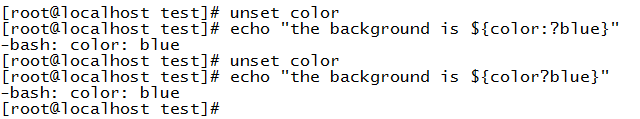 [root@localhost test]# unset color
[root@localhost test]# echo "the background is ${color:?blue}"
-bash: color: blue
[root@localhost test]# unset color
[root@localhost test]# echo "the background is ${color?blue}"
-bash: color: blue
[root@localhost test]#